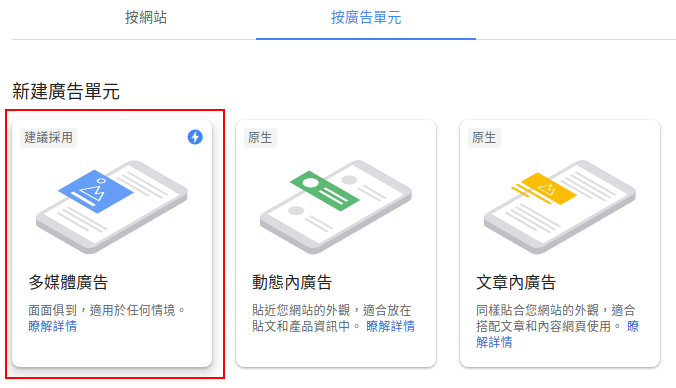 按網站
按廣告單元
新建廣告單元
建議採用
多媒體廣告
面面俱到，適用於任何情境。
瞭解詳情
原生
動態內廣告
貼近您網站的外觀，適合放在
貼文和產品資訊中。 瞭解詳情
原生
文章內廣告
同樣貼合您網站的外觀，適合
搭配文章和內容網頁使用。 瞭
解詳情